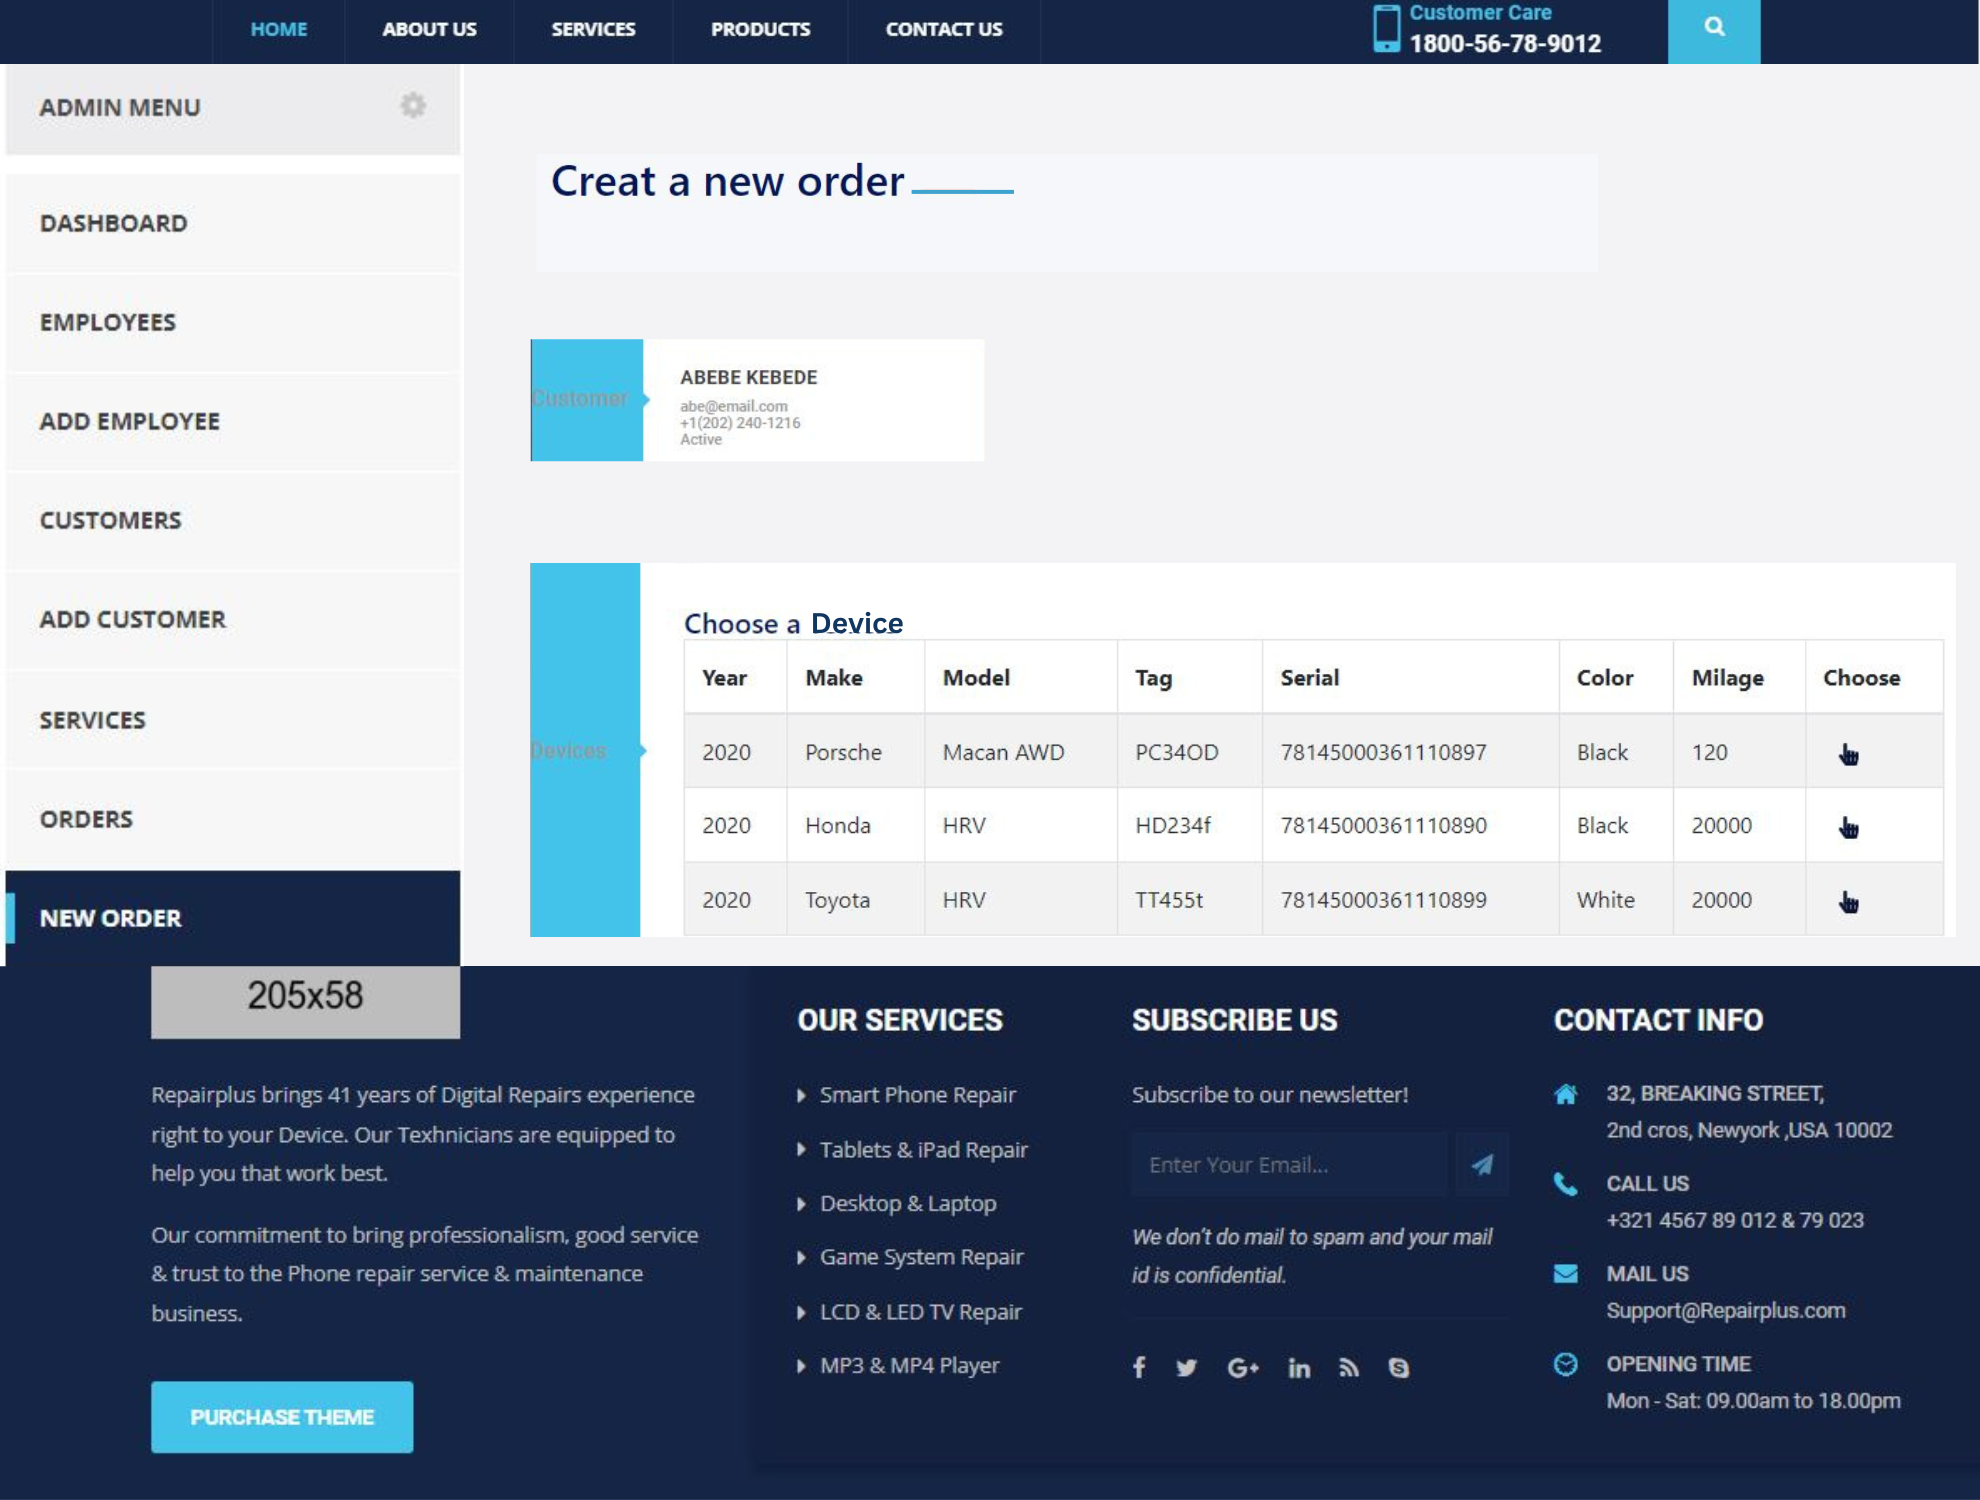 HOME ABOUT US SERVICES PRODUCTS CONTACT US
Customer Care
1800-56-78-9012
ADMIN MENU
DASHBOARD
EMPLOYEES
ADD EMPLOYEE
CUSTOMERS
ADD CUSTOMER
SERVICES
ORDERS
NEW ORDER
Creat a new order
Customer
ABEBE KEBEDE
abe@email.com
+1(202) 240-1216
Active
Devices
Choose a Device
Year Make Model Tag Serial Color Milage Choose
2020 Porsche Macan AWD PC34OD 78145000361110897 Black 120
2020 Honda HRV HD234f 78145000361110890 Black 20000
2020 Toyota HRV TT455t 78145000361110899 White 20000
205x58
Repairplus brings 41 years of Digital Repairs experience
right to your Device. Our Texhnicians are equipped to
help you that work best.
Our commitment to bring professionalism, good service
& trust to the Phone repair service & maintenance
business.
PURCHASE THEME
OUR SERVICES
Smart Phone Repair
Tablets & iPad Repair
Desktop & Laptop
Game System Repair
LCD & LED TV Repair
MP3 & MP4 Player
SUBSCRIBE US
Subscribe to our newsletter!
Enter Your Email...
We don't do mail to spam and your mail
id is confidential.
CONTACT INFO
32, BREAKING STREET,
2nd cros, Newyork ,USA 10002
CALL US
+321 4567 89 012 & 79 023
MAIL US
Support@Repairplus.com
OPENING TIME
Mon - Sat: 09.00am to 18.00pm